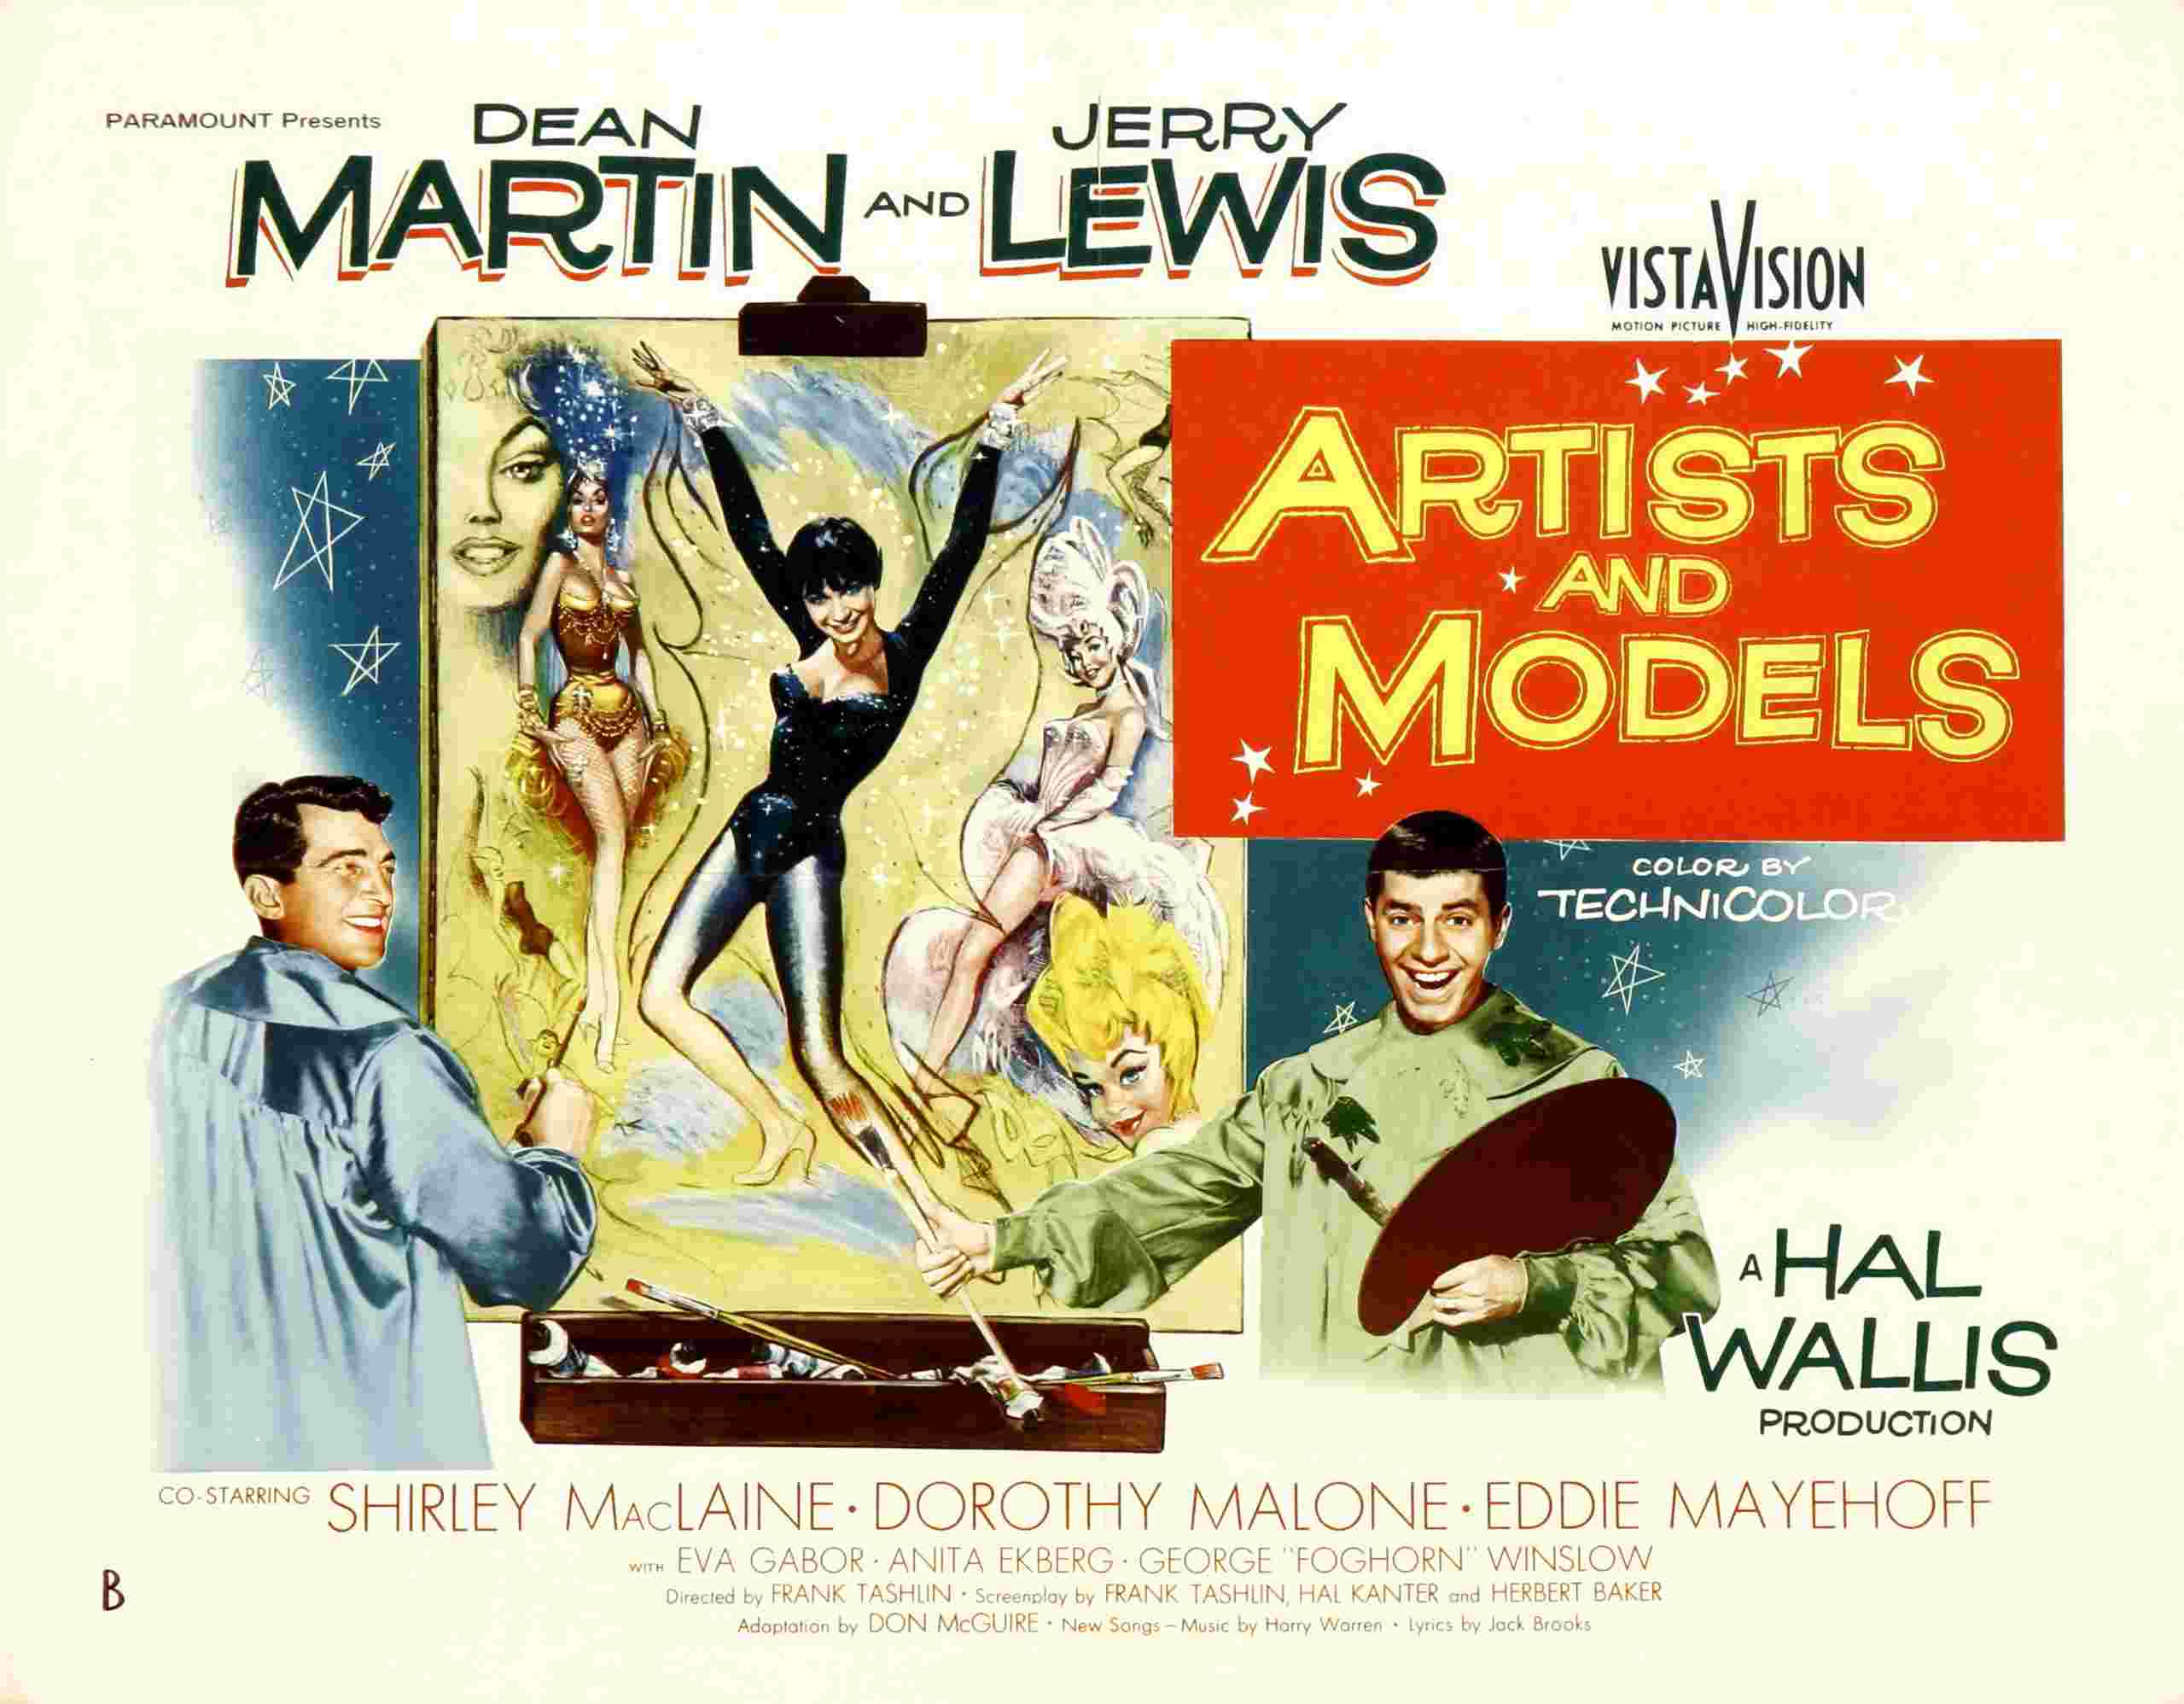 PARAMOUNT Presents
DEAN
MARTIN AND
JERRY
LEWIS
VISTAVISION
MOTION PICTURE HIGH-FIDELITY
ARTISTS
AND
MODELS
COLOR BY
TECHNICOLOR
A HAL
WALLIS
PRODUCTION
CO-STARRING SHIRLEY MACLAINE · DOROTHY MALONE · EDDIE MAYEHOFF
WITH EVA GABOR · ANITA EKBERG · GEORGE "FOGHORN" WINSLOW
Directed by FRANK TASHLIN · Screenplay by FRANK TASHLIN, HAL KANTER and HERBERT BAKER
Adaptation by DON McGUIRE · New Songs – Music by Harry Warren · Lyrics by Jack Brooks
B